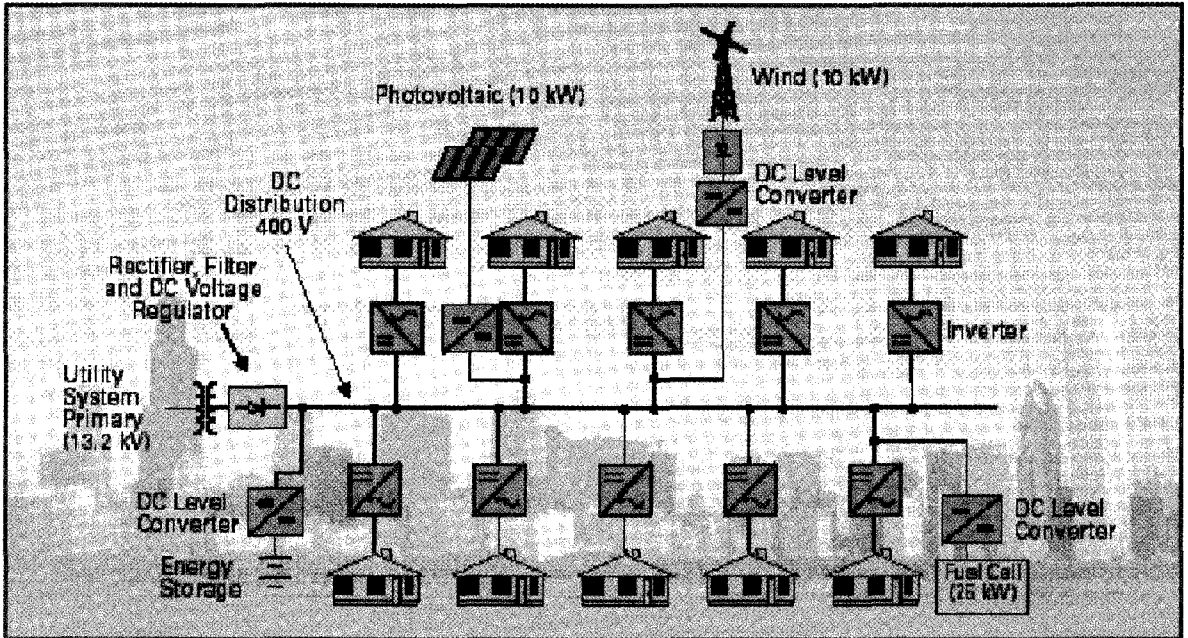 Wind (10 kW)
Photovoltaic (10 kW)
DC Level
Converter
DC
Distribution
400 V
Rectifier, Filter
and DC Voltage
Regulator
Inverter
Utility
System
Primary
(13.2 kV)
DC Level
Converter
Energy
Storage
DC Level
Converter
Fuel Cell
(25 kW)